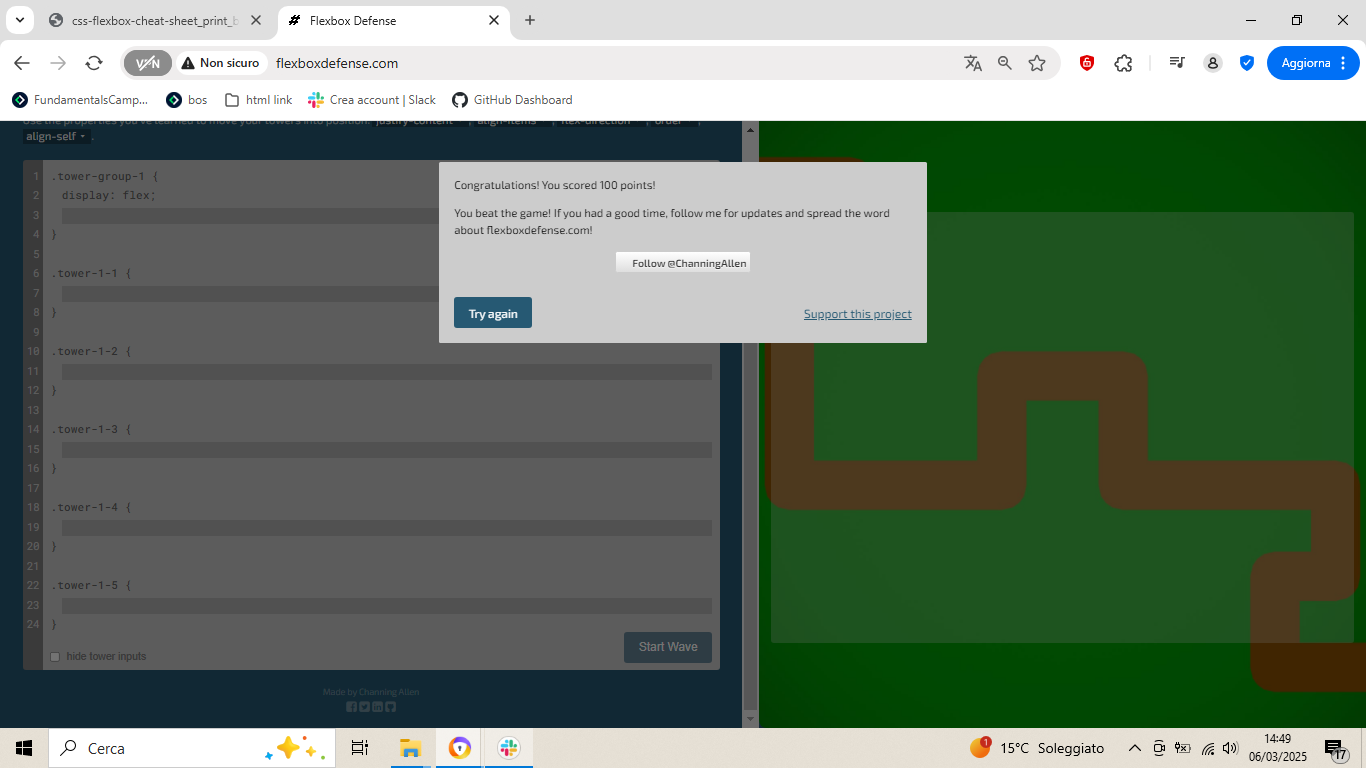 css-flexbox-cheat-sheet_print_b
Flexbox Defense
VPN
Non sicuro
flexboxdefense.com
Aggiorna
FundamentalsCamp...
bos
html link
Crea account | Slack
GitHub Dashboard
Use the properties you've learned to move your towers into position: justify-content , align-items , flex-direction , order ,
align-self .
1 .tower-group-1 {
2 display: flex;
3
4 }
5
6 .tower-1-1 {
7
8 }
9
10 .tower-1-2 {
11
12 }
13
14 .tower-1-3 {
15
16 }
17
18 .tower-1-4 {
19
20 }
21
22 .tower-1-5 {
23
24 }
hide tower inputs
Start Wave
Made by Channing Allen
Congratulations! You scored 100 points!
You beat the game! If you had a good time, follow me for updates and spread the word
about flexboxdefense.com!
Follow @ChanningAllen
Try again
Support this project
Cerca
1
15°C Soleggiato
14:49
06/03/2025
17